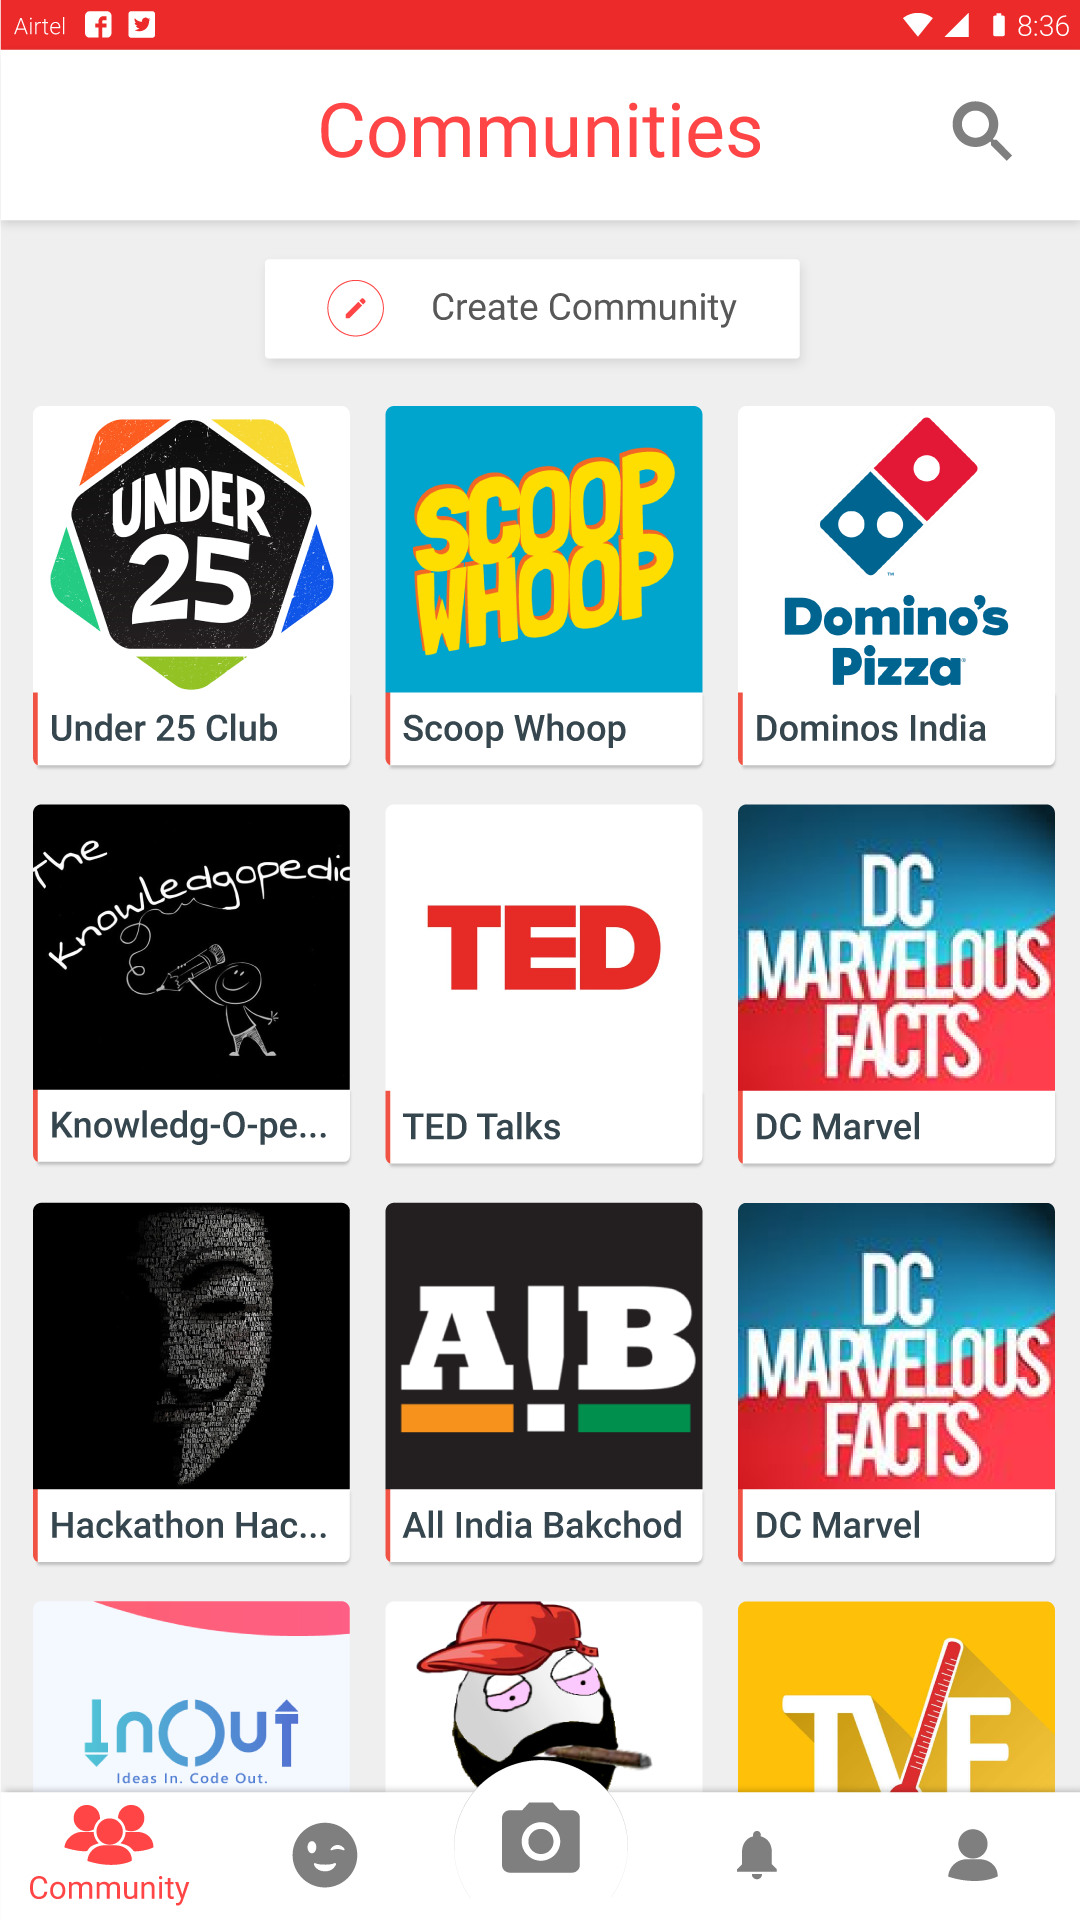 Airtel 8:36
Communities
Create Community
UNDER
25
Under 25 Club
SCOOP
WHOOP
Scoop Whoop
™
Domino's
Pizza
Dominos India
The
Knowledgopedia
Knowledg-O-pe...
TED
TED Talks
DC
MARVELOUS
FACTS
DC Marvel
Hackathon Hac...
A!B
All India Bakchod
DC
MARVELOUS
FACTS
DC Marvel
InOut
Ideas In. Code Out.
TVF
Community